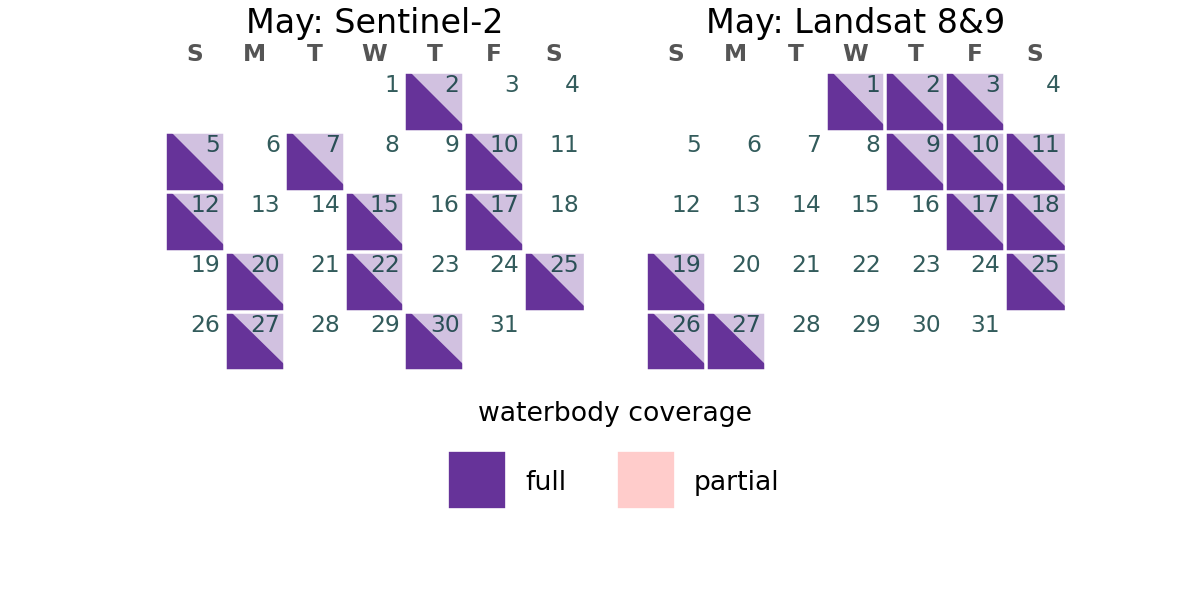 May: Sentinel-2
S M T W T F S
1 2 3 4
5 6 7 8 9 10 11
12 13 14 15 16 17 18
19 20 21 22 23 24 25
26 27 28 29 30 31
May: Landsat 8&9
S M T W T F S
1 2 3 4
5 6 7 8 9 10 11
12 13 14 15 16 17 18
19 20 21 22 23 24 25
26 27 28 29 30 31
waterbody coverage
full partial